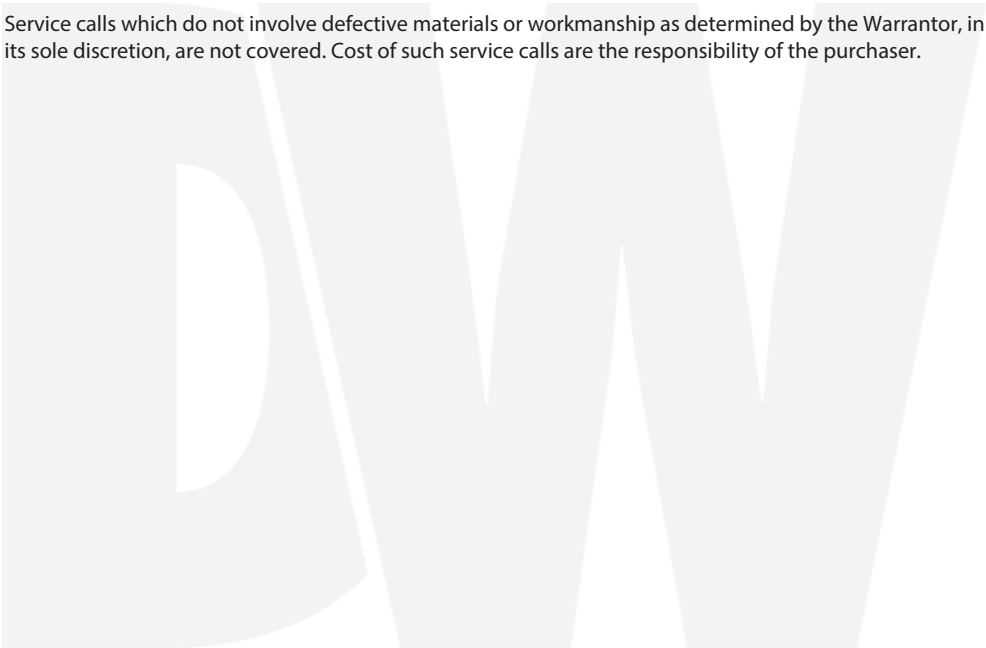 Service calls which do not involve defective materials or workmanship as determined by the Warrantor, in
its sole discretion, are not covered. Cost of such service calls are the responsibility of the purchaser.
DW